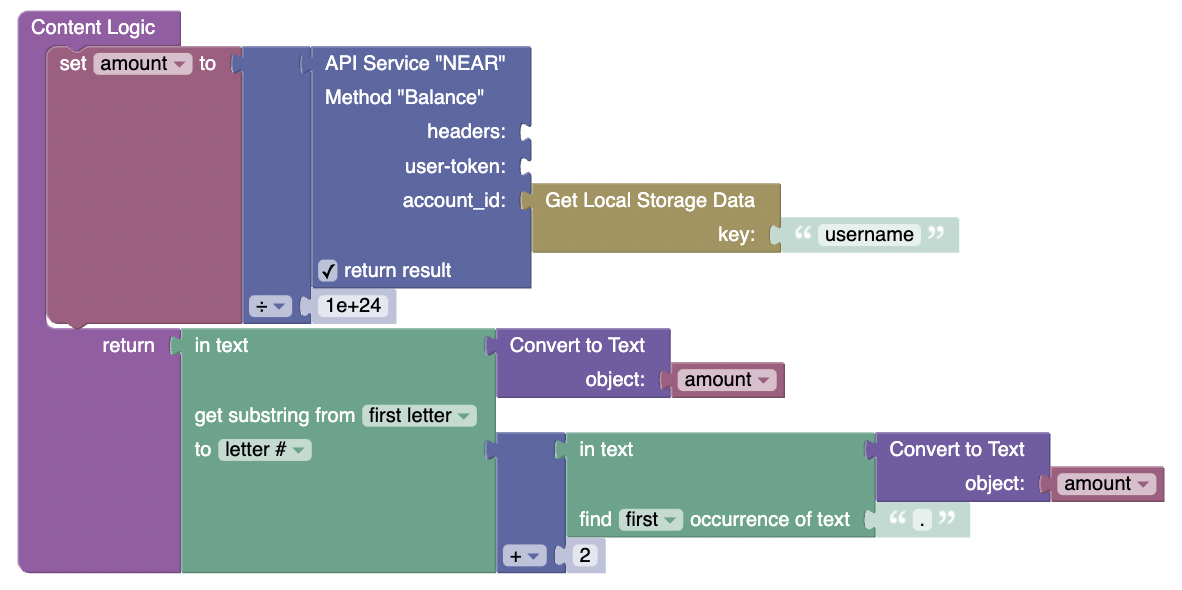 Content Logic
set amount to
API Service "NEAR"
Method "Balance"
headers:
user-token:
account_id:
Get Local Storage Data
key:
“ username ”
✓ return result
÷
1e+24
return
in text
Convert to Text
object:
amount
get substring from first letter
to letter #
in text
Convert to Text
object:
amount
find first occurrence of text
“ . ”
+
2